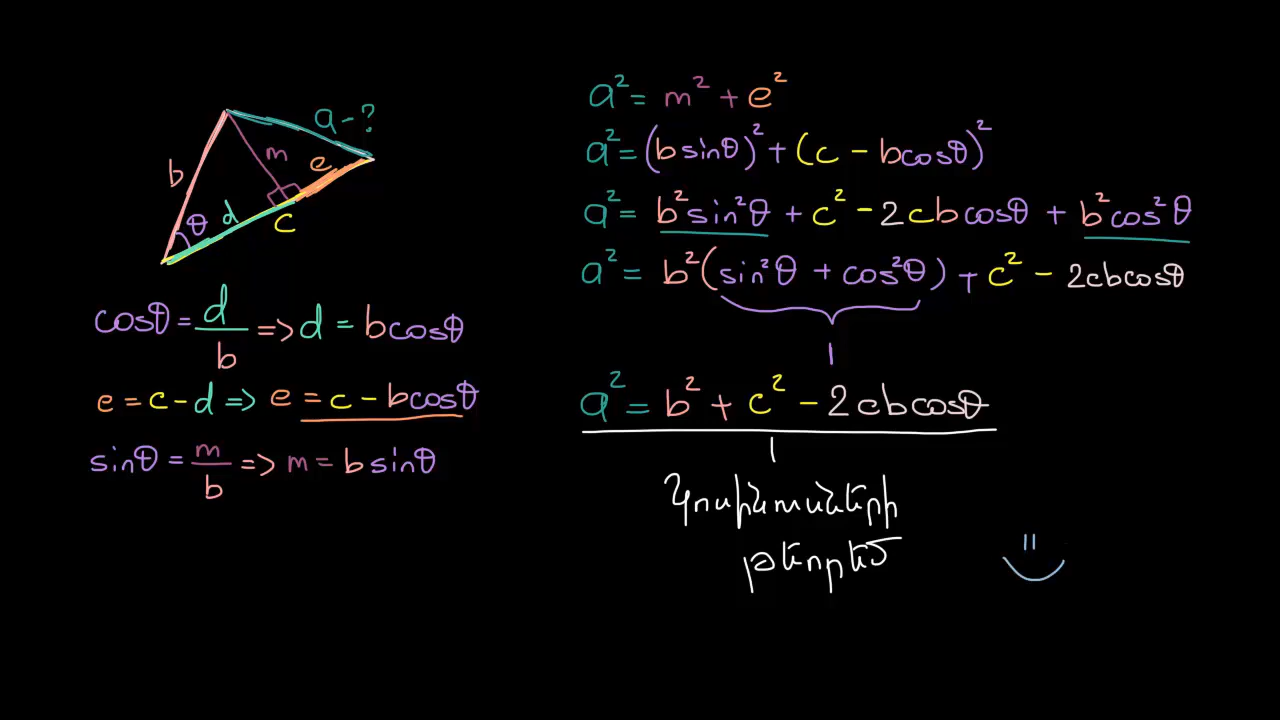 a - ?
b
m
e
θ
d
c
cosθ = d/b => d = bcosθ
e = c - d => e = c - bcosθ
sinθ = m/b => m = bsinθ
a² = m² + e²
a² = (bsinθ)² + (c - bcosθ)²
a² = b²sin²θ + c² - 2cbcosθ + b²cos²θ
a² = b²(sin²θ + cos²θ) + c² - 2cbcosθ
1
a² = b² + c² - 2cbcosθ
Կոսինուսների
թեորեմ